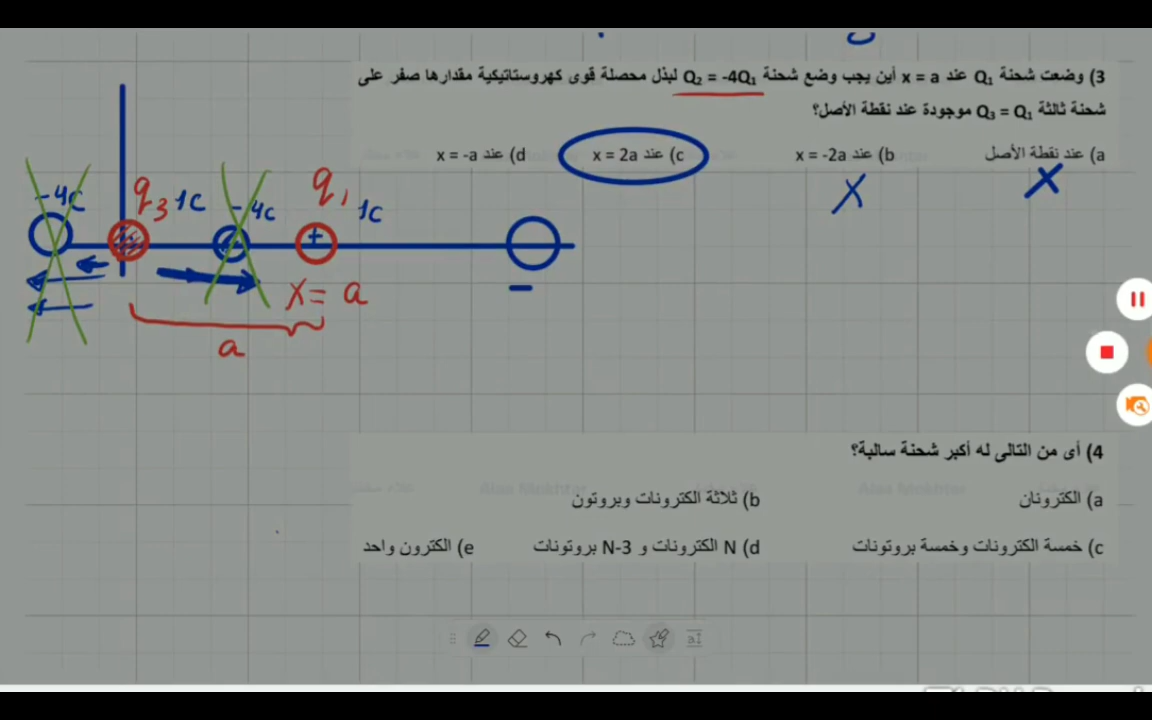 3) وضعت شحنة Q₁ عند x = a أين يجب وضع شحنة Q₂ = -4Q₁ لبذل محصلة قوى كهروستاتيكية مقدارها صفر على
شحنة ثالثة Q₃ = Q₁ موجودة عند نقطة الأصل؟
a) عند نقطة الأصل b) عند x = -2a c) عند x = 2a d) عند x = -a
-4c q3 1c -4c q1 1c
+
x = a
-
a
4) أى من التالى له أكبر شحنة سالبة؟
a) الكترونان b) ثلاثة الكترونات وبروتون
c) خمسة الكترونات وخمسة بروتونات d) N الكترونات و N-3 بروتونات e) الكترون واحد